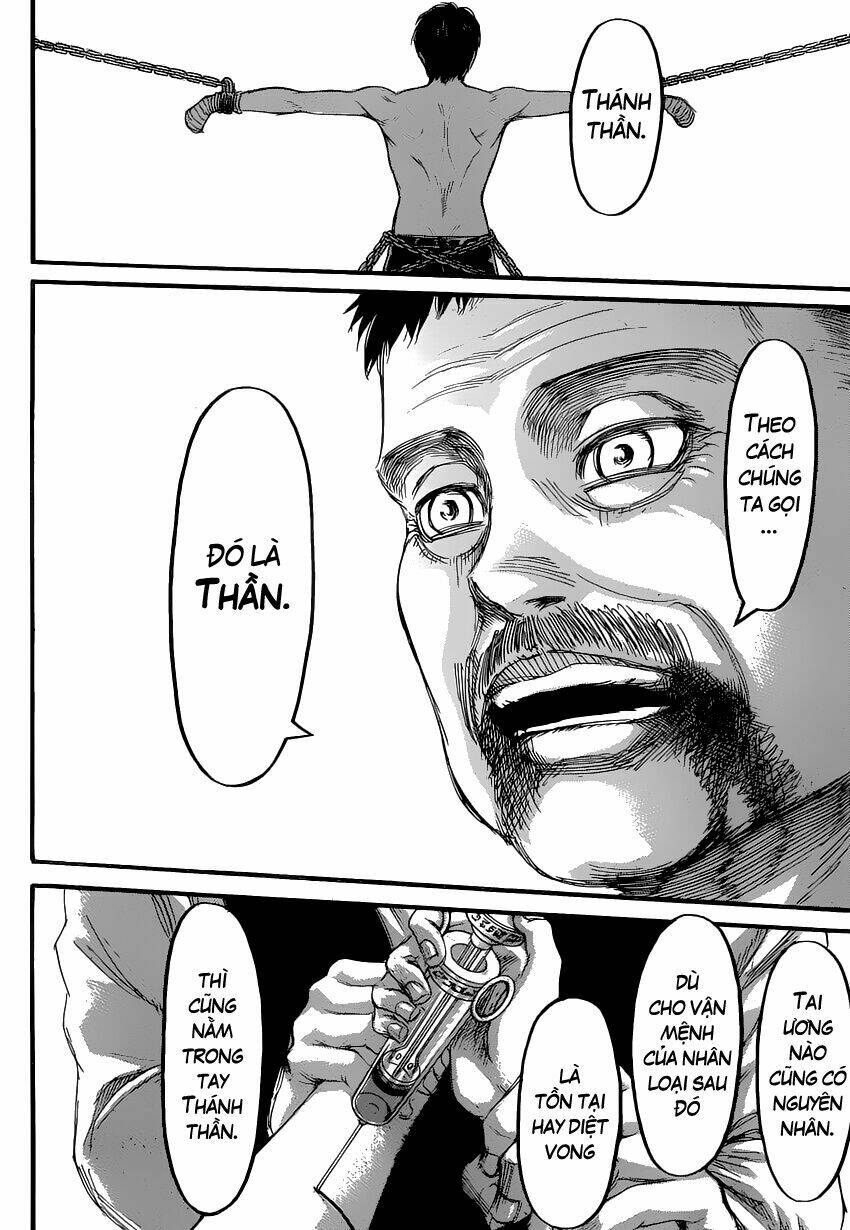 THÁNH
THẦN.
THEO
CÁCH
CHÚNG
TA GỌI
...
ĐÓ LÀ
THẦN.
TAI
ƯƠNG
NÀO
CŨNG CÓ
NGUYÊN
NHÂN.
DÙ
CHO VẬN
MỆNH
CỦA NHÂN
LOẠI SAU
ĐÓ
LÀ
TỒN TẠI
HAY DIỆT
VONG
THÌ
CŨNG
NẰM
TRONG
TAY
THÁNH
THẦN.